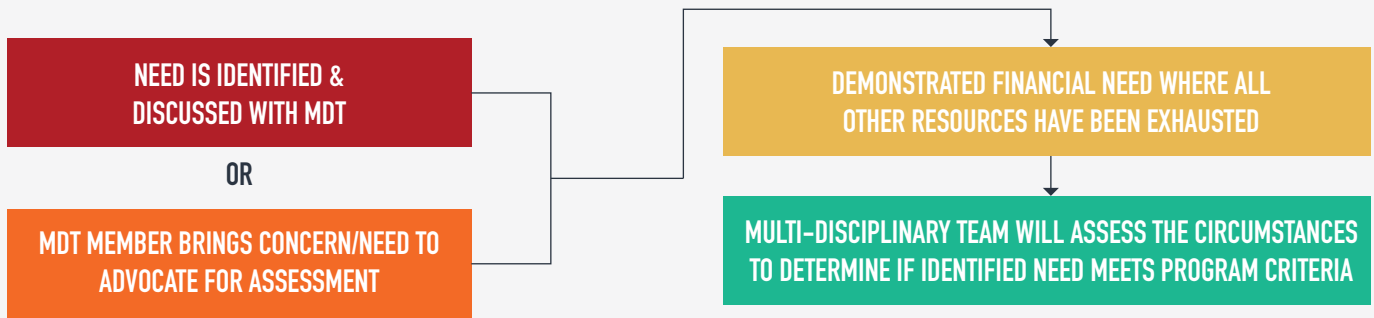 NEED IS IDENTIFIED &
DISCUSSED WITH MDT
OR
MDT MEMBER BRINGS CONCERN/NEED TO
ADVOCATE FOR ASSESSMENT
DEMONSTRATED FINANCIAL NEED WHERE ALL
OTHER RESOURCES HAVE BEEN EXHAUSTED
MULTI-DISCIPLINARY TEAM WILL ASSESS THE CIRCUMSTANCES
TO DETERMINE IF IDENTIFIED NEED MEETS PROGRAM CRITERIA